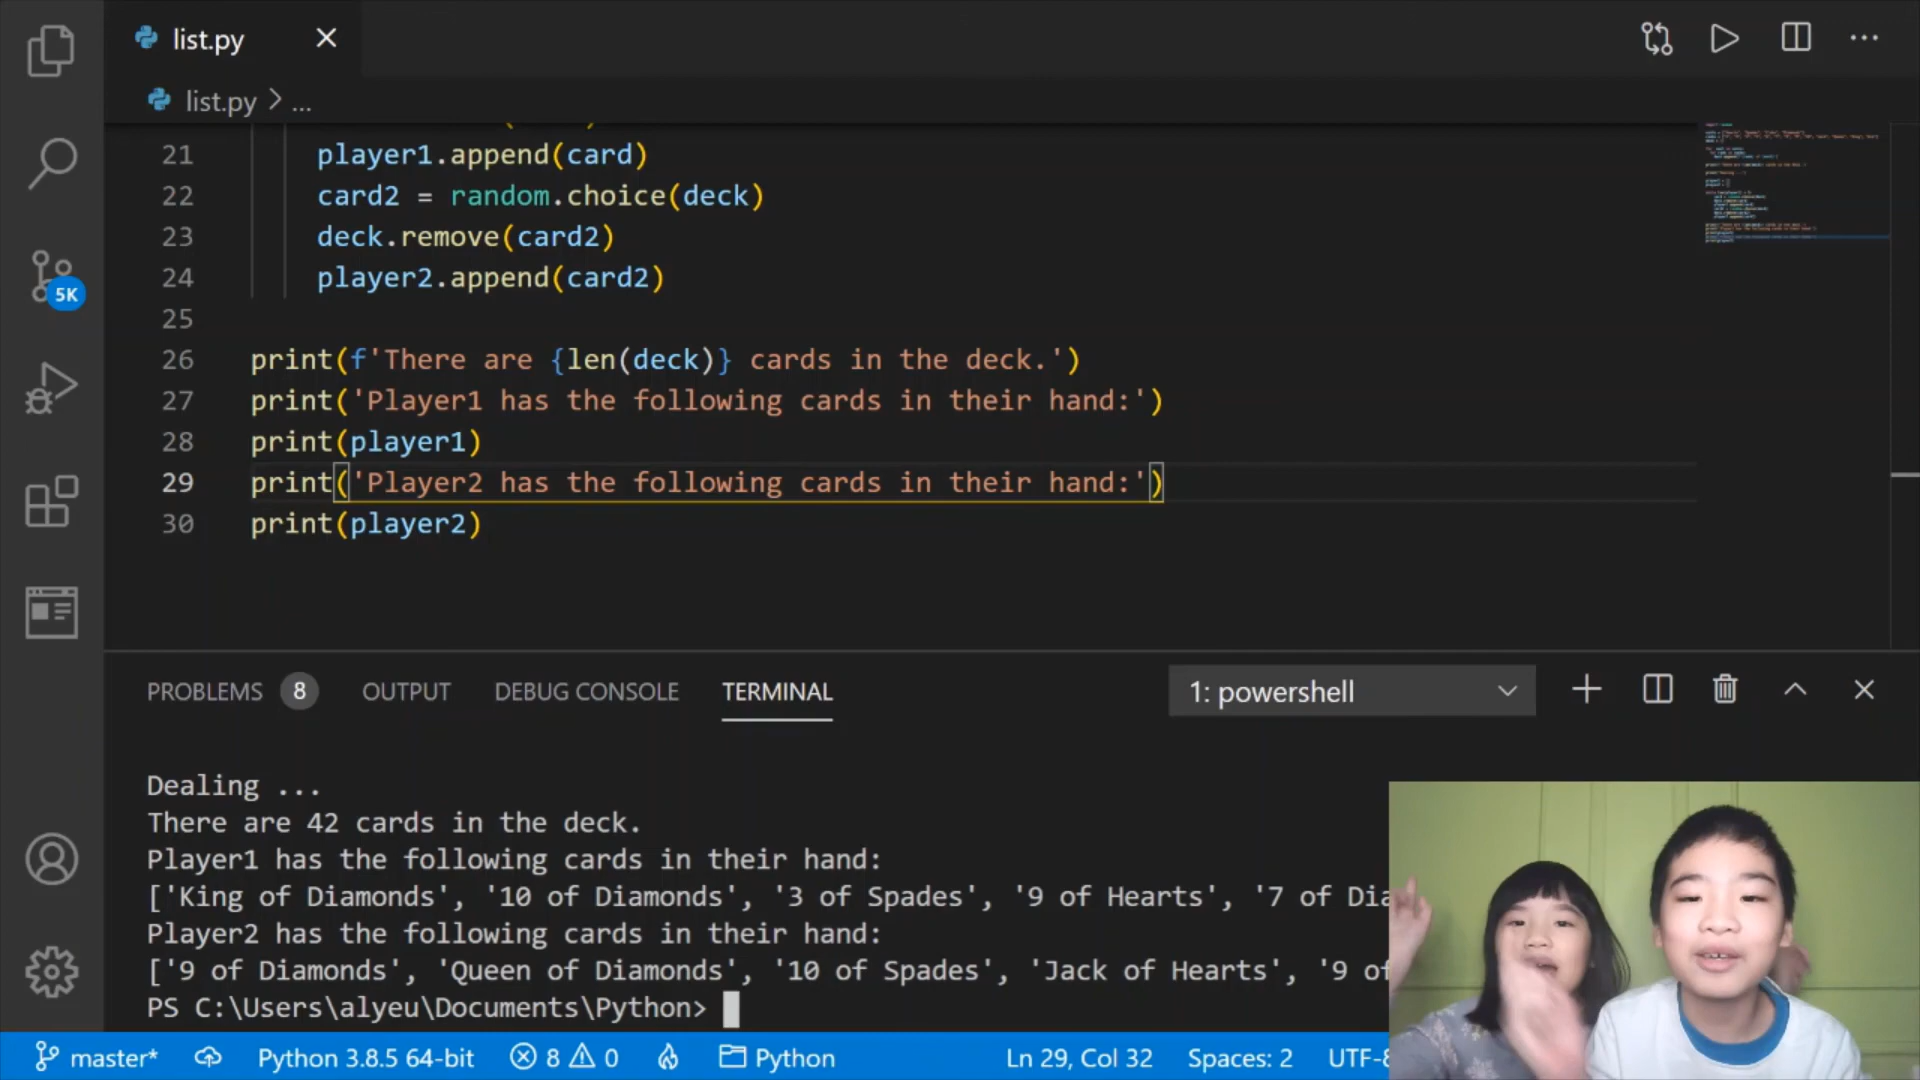 list.py
list.py > ...
21 player1.append(card)
22 card2 = random.choice(deck)
23 deck.remove(card2)
24 player2.append(card2)
25
26 print(f'There are {len(deck)} cards in the deck.')
27 print('Player1 has the following cards in their hand:')
28 print(player1)
29 print('Player2 has the following cards in their hand:')
30 print(player2)
5K
PROBLEMS 8 OUTPUT DEBUG CONSOLE TERMINAL 1: powershell
Dealing ...
There are 42 cards in the deck.
Player1 has the following cards in their hand:
['King of Diamonds', '10 of Diamonds', '3 of Spades', '9 of Hearts', '7 of Dia
Player2 has the following cards in their hand:
['9 of Diamonds', 'Queen of Diamonds', '10 of Spades', 'Jack of Hearts', '9 of
PS C:\Users\alyeu\Documents\Python>
master* Python 3.8.5 64-bit 8 0 Python Ln 29, Col 32 Spaces: 2 UTF-8